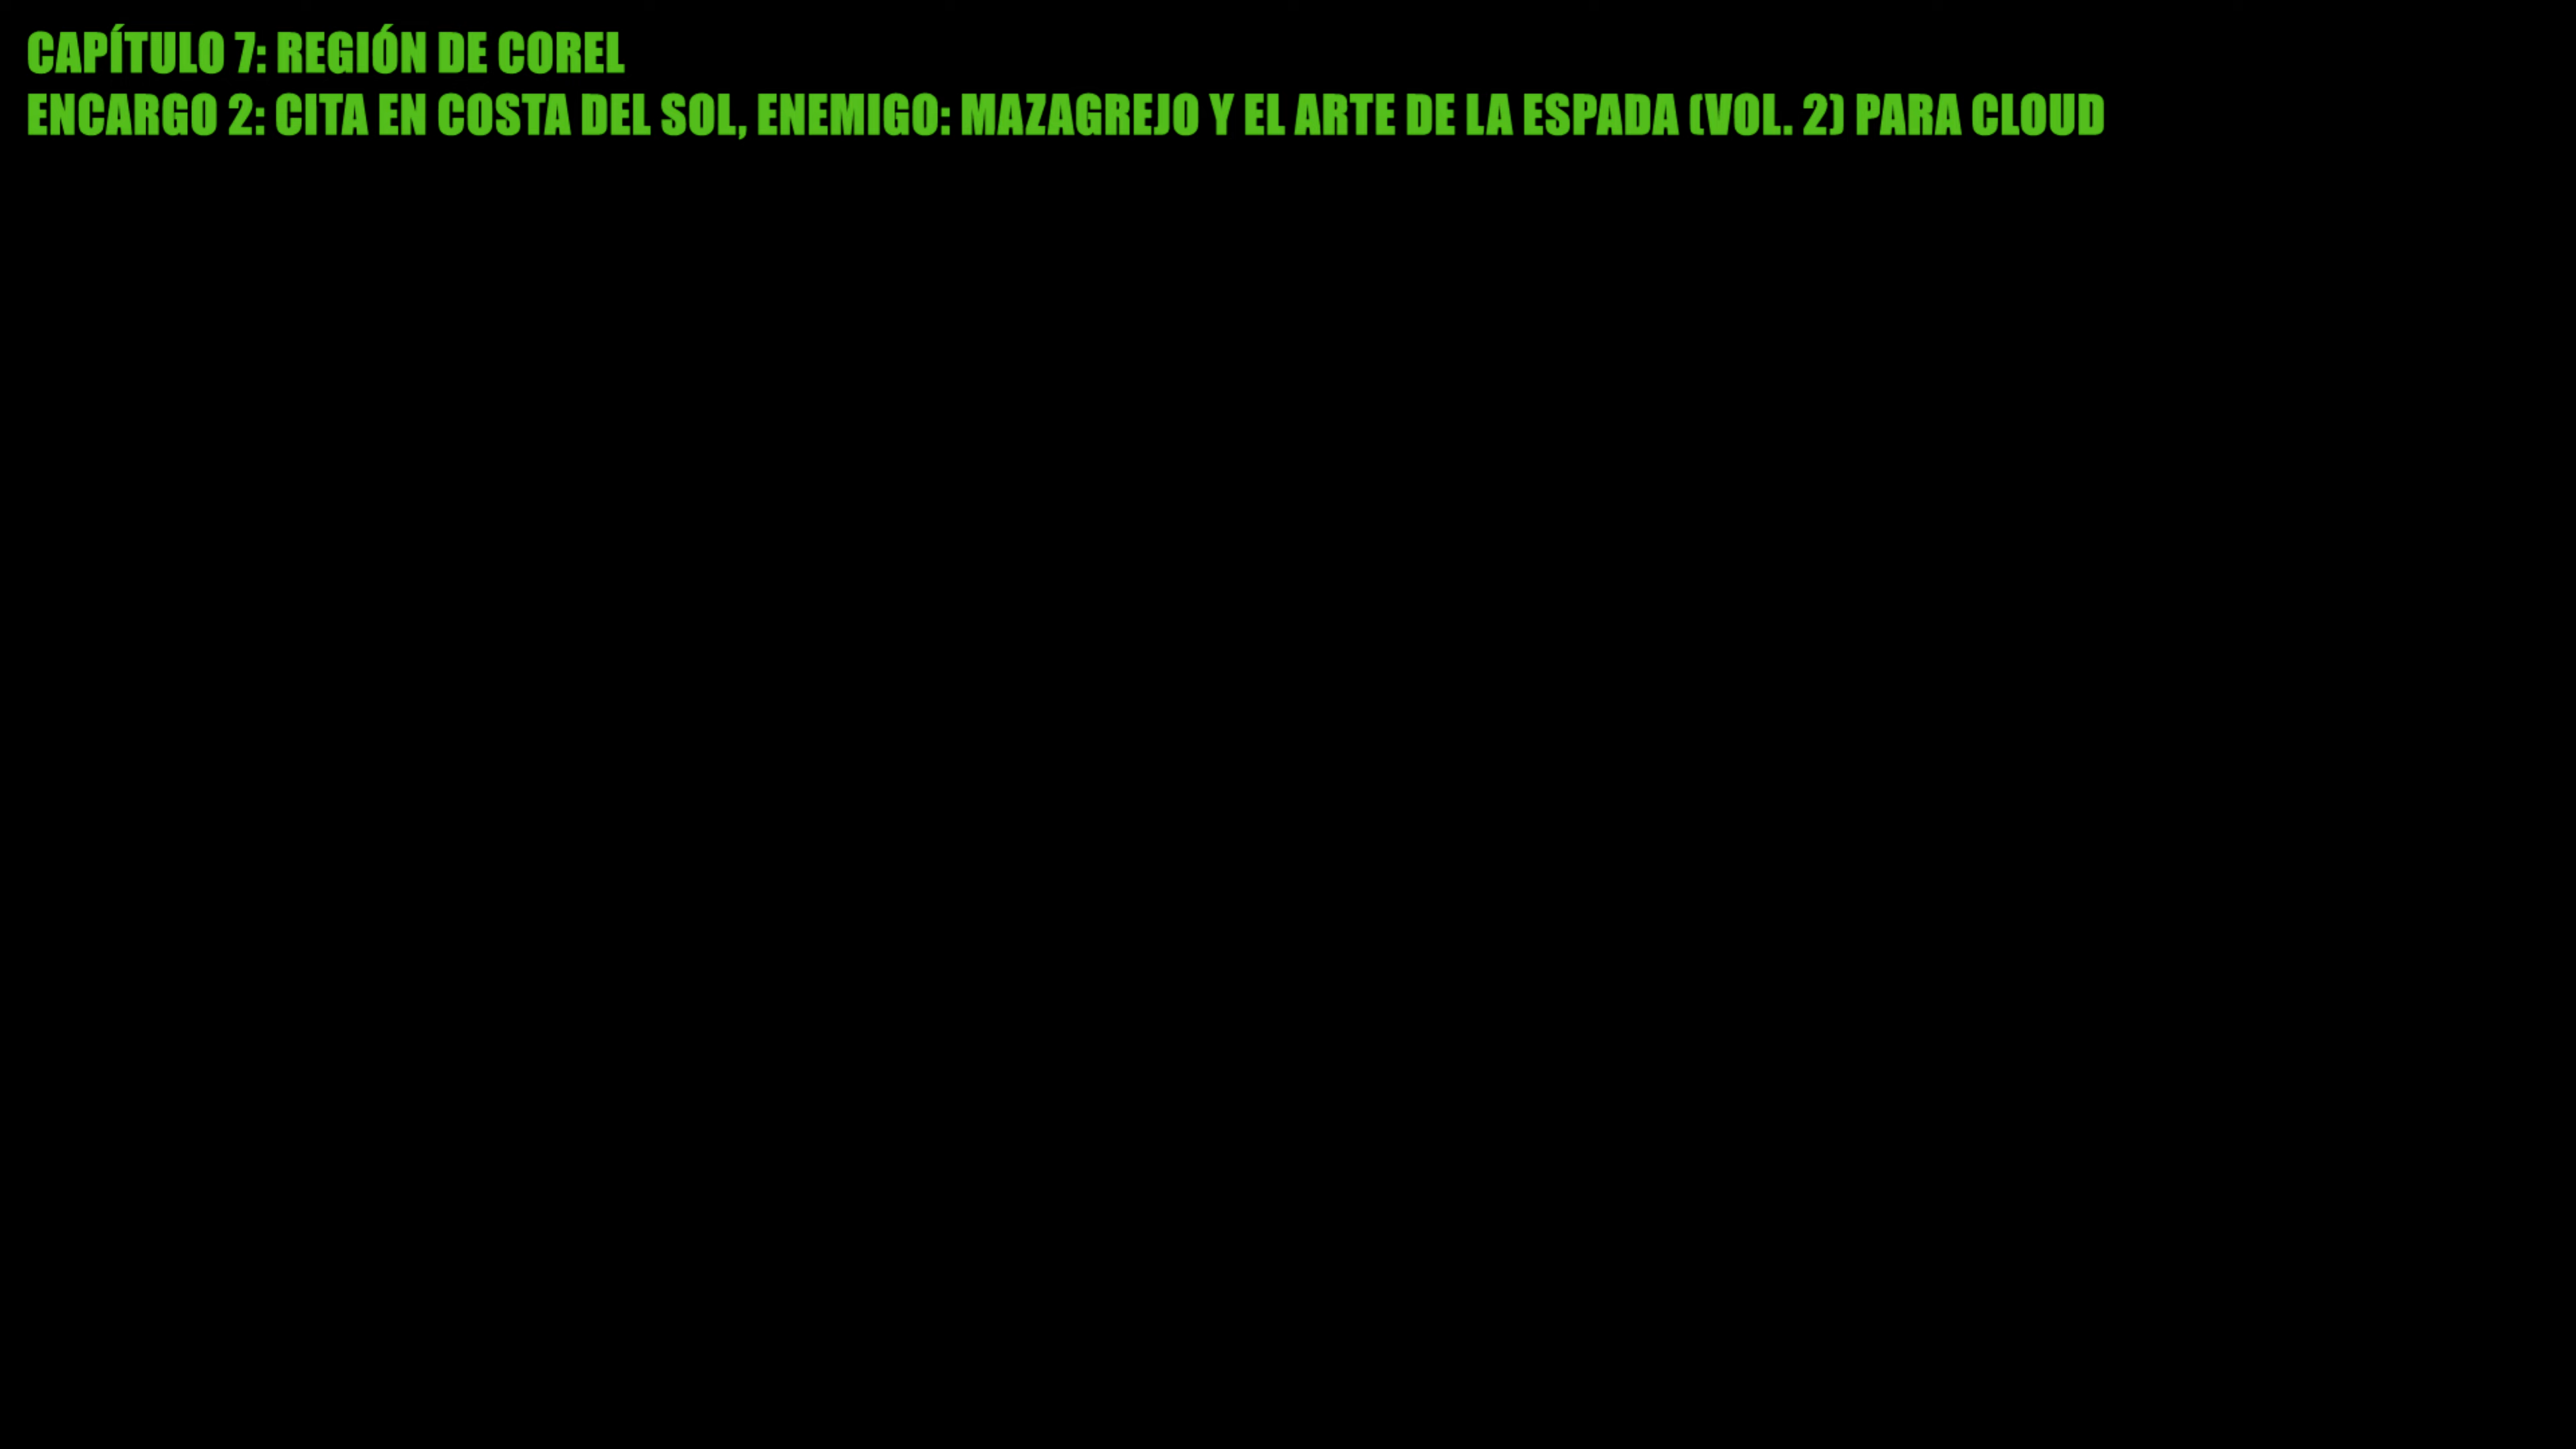 CAPÍTULO 7: REGIÓN DE COREL
ENCARGO 2: CITA EN COSTA DEL SOL, ENEMIGO: MAZAGREJO Y EL ARTE DE LA ESPADA (VOL. 2) PARA CLOUD